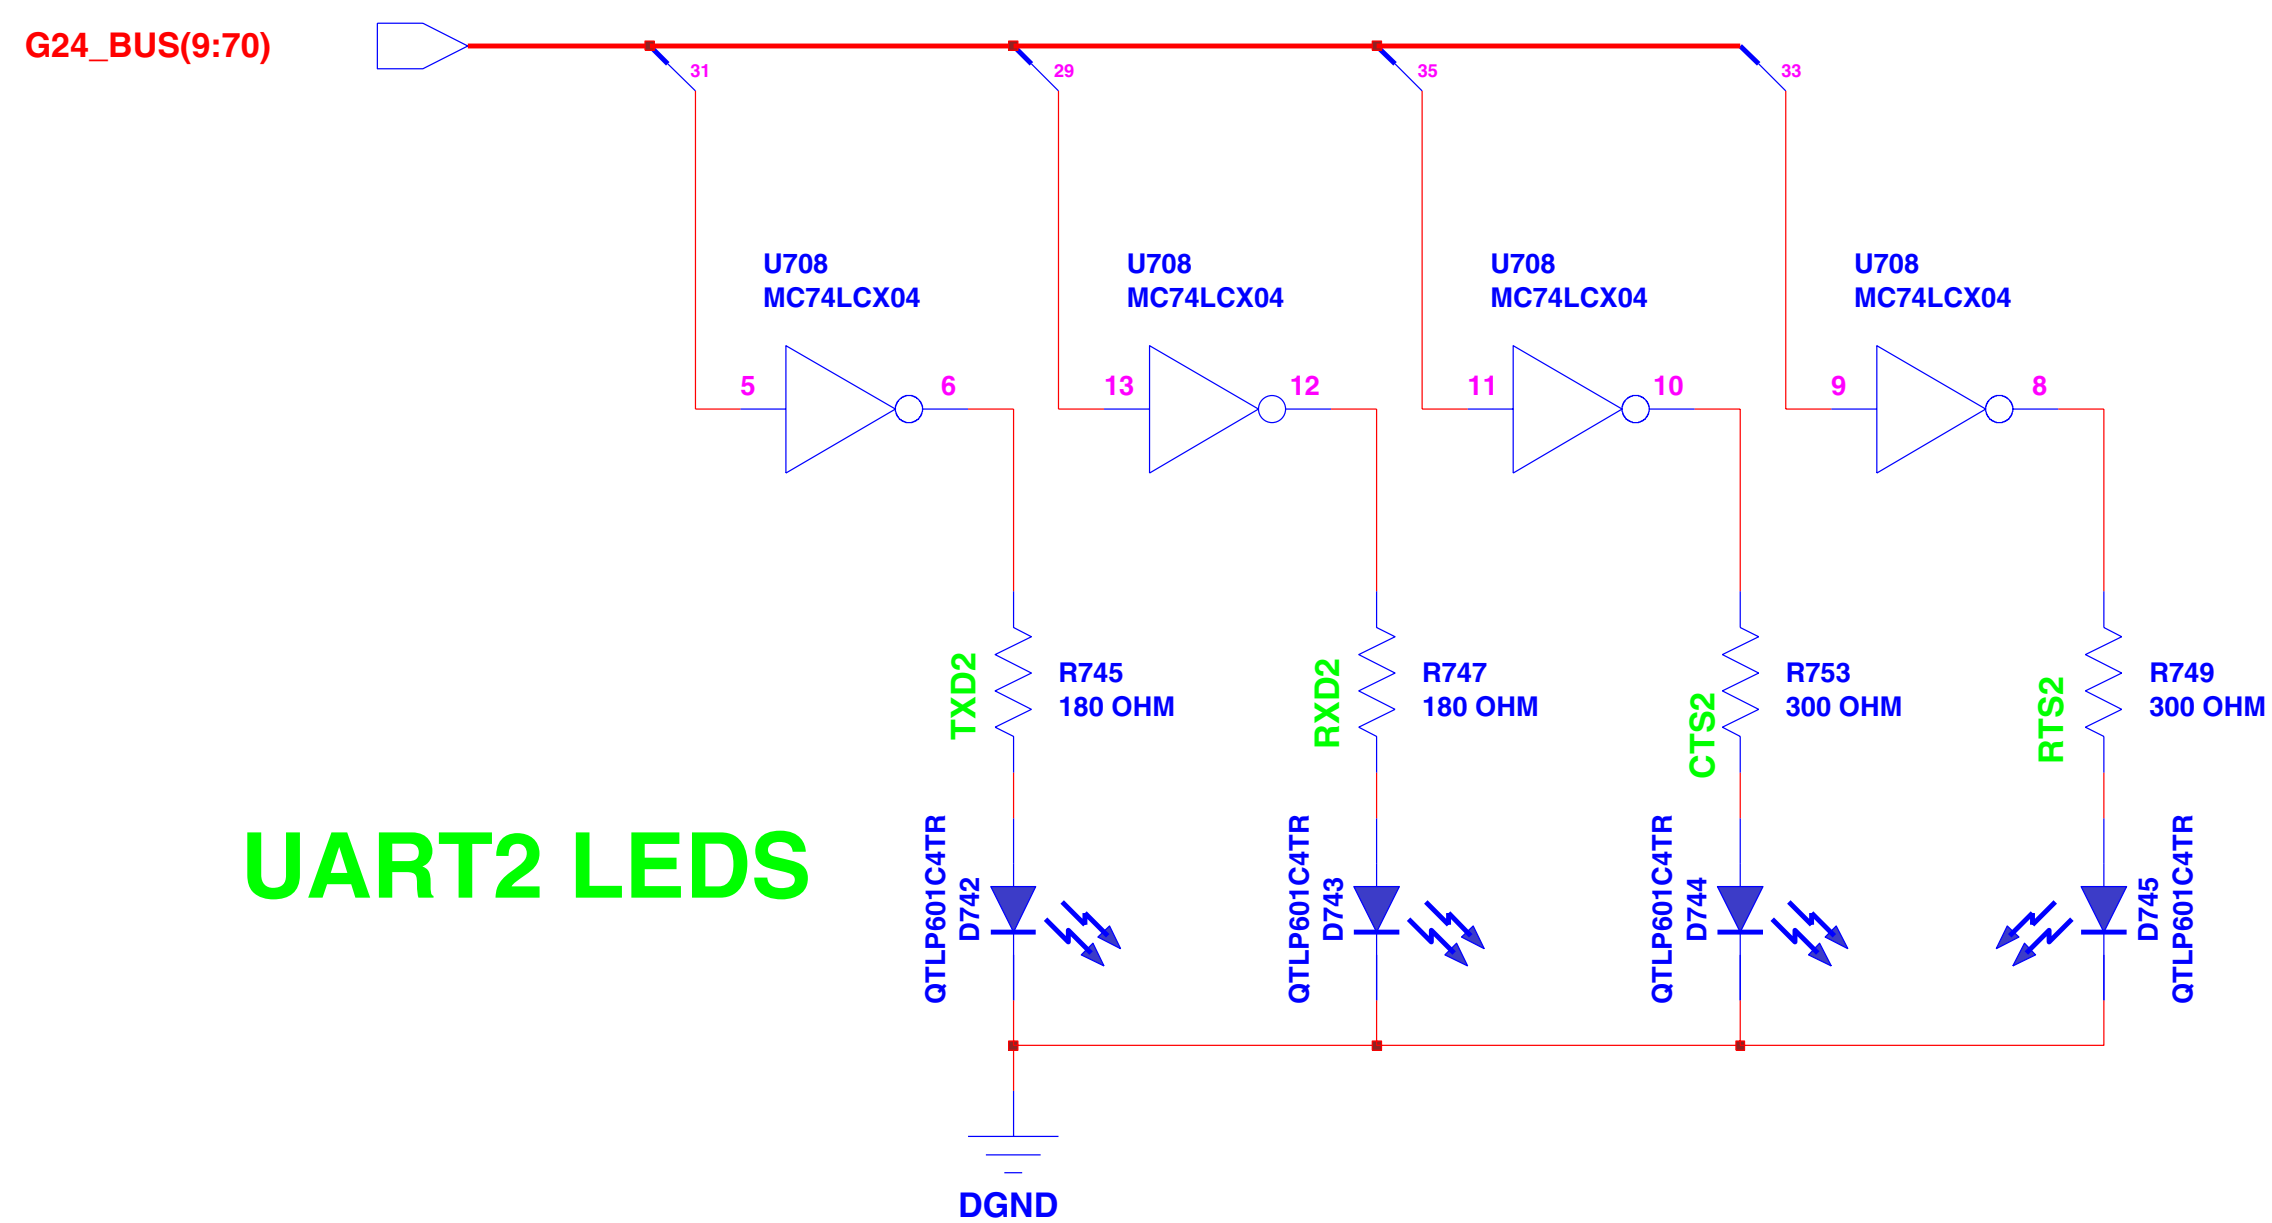 G24_BUS(9:70)
31
29
35
33
U708
MC74LCX04
U708
MC74LCX04
U708
MC74LCX04
U708
MC74LCX04
5
6
13
12
11
10
9
8
TXD2
R745
180 OHM
RXD2
R747
180 OHM
CTS2
R753
300 OHM
RTS2
R749
300 OHM
UART2 LEDS
QTLP601C4TR
D742
QTLP601C4TR
D743
QTLP601C4TR
D744
D745
QTLP601C4TR
DGND